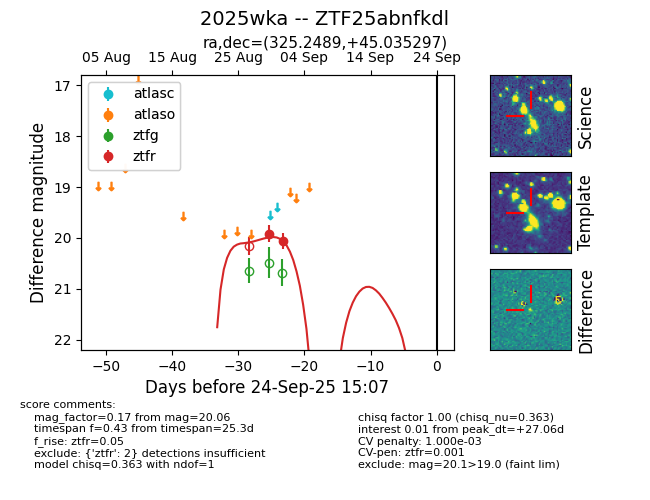 2025wka -- ZTF25abnfkdl
ra,dec=(325.2489,+45.035297)
05 Aug 15 Aug 25 Aug 04 Sep 14 Sep 24 Sep
17
18
19
20
21
22
Difference magnitude
atlasc
atlaso
ztfg
ztfr
−50 −40 −30 −20 −10 0
Days before 24-Sep-25 15:07
Science
Template
Difference
score comments:
mag_factor=0.17 from mag=20.06
timespan f=0.43 from timespan=25.3d
f_rise: ztfr=0.05
exclude: {'ztfr': 2} detections insufficient
model chisq=0.363 with ndof=1
chisq factor 1.00 (chisq_nu=0.363)
interest 0.01 from peak_dt=+27.06d
CV penalty: 1.000e-03
CV-pen: ztfr=0.001
exclude: mag=20.1>19.0 (faint lim)